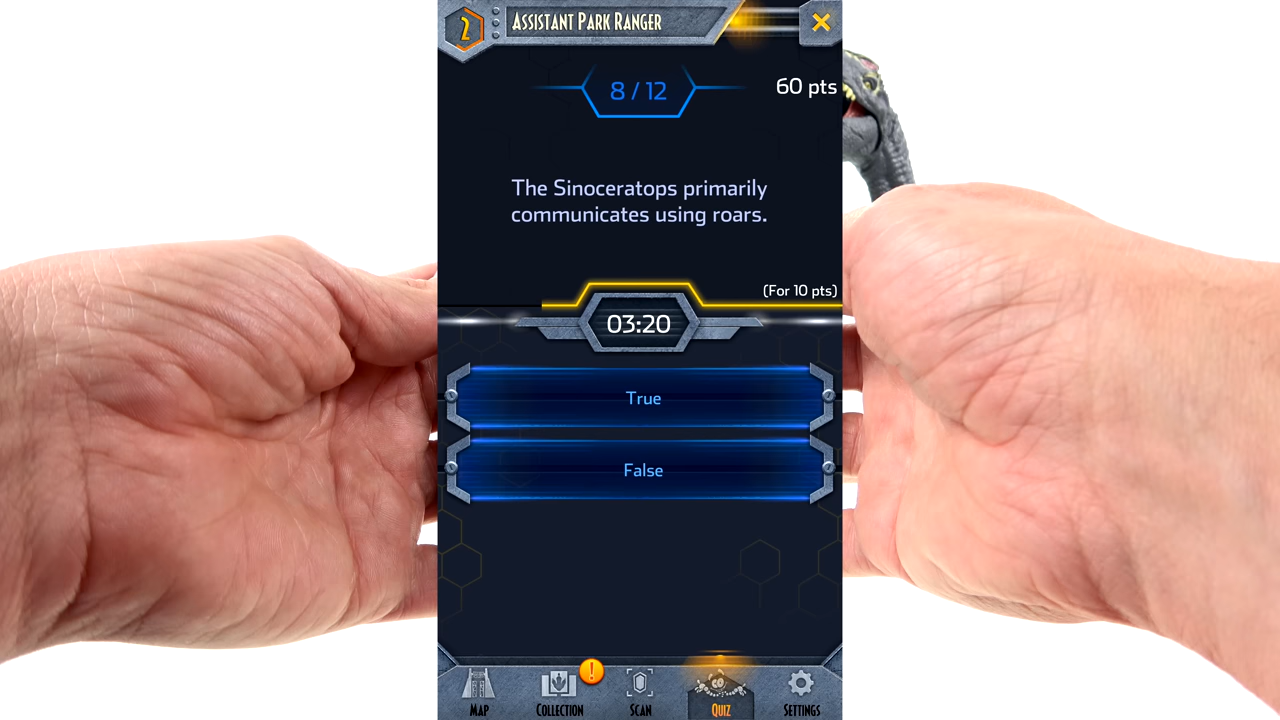 2
ASSISTANT PARK RANGER
8 / 12
60 pts
The Sinoceratops primarily
communicates using roars.
(For 10 pts)
03:20
True
False
!
MAP
COLLECTION
SCAN
QUIZ
SETTINGS